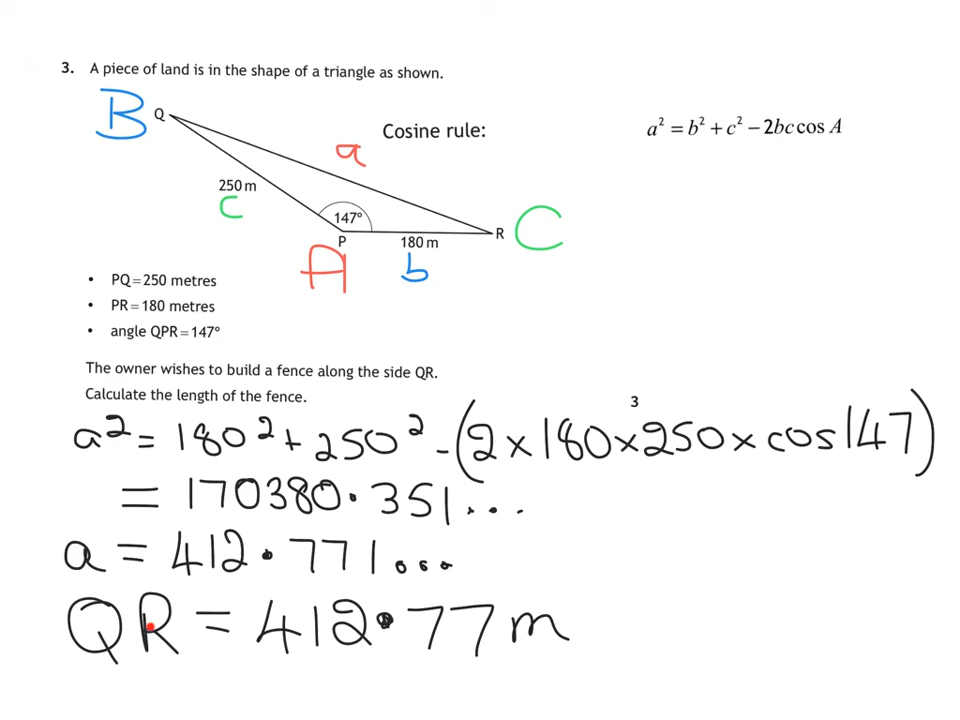 3. A piece of land is in the shape of a triangle as shown.
B Q
Cosine rule:
a² = b² + c² – 2bc cos A
a
250 m
c
147°
P
180 m
R C
A b
• PQ = 250 metres
• PR = 180 metres
• angle QPR = 147°
The owner wishes to build a fence along the side QR.
Calculate the length of the fence.
3
a² = 180² + 250² - (2 × 180 × 250 × cos 147)
= 170380.351...
a = 412.771...
QR = 412.77 m